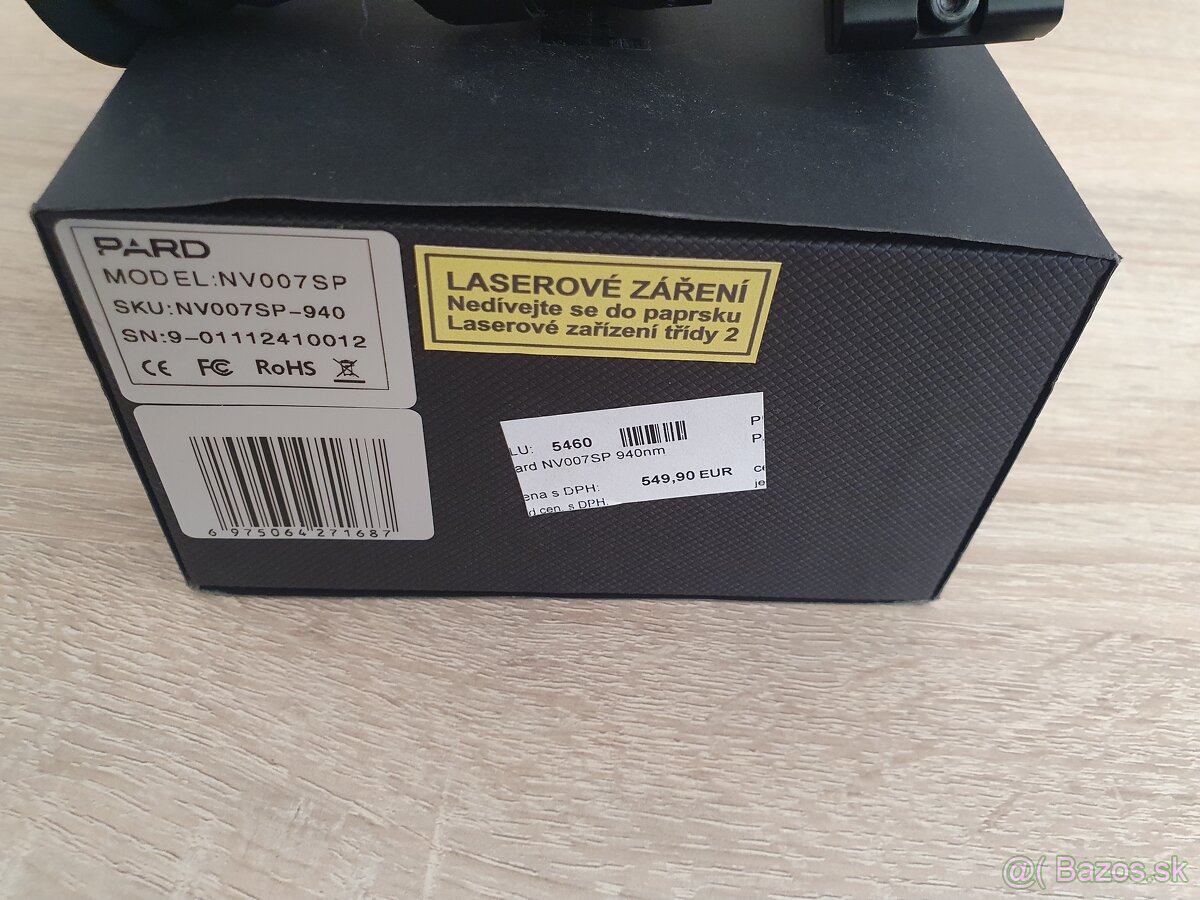 PARD
MODEL:NV007SP
SKU:NV007SP-940
SN:9-01112410012
CE FC RoHS
6 975064 271687
LASEROVÉ ZÁŘENÍ
Nedívejte se do paprsku
Laserové zařízení třídy 2
LU: 5460
ard NV007SP 940nm
ena s DPH: 549,90 EUR
d cen. s DPH.
P
P
ce
je
@( Bazos.sk